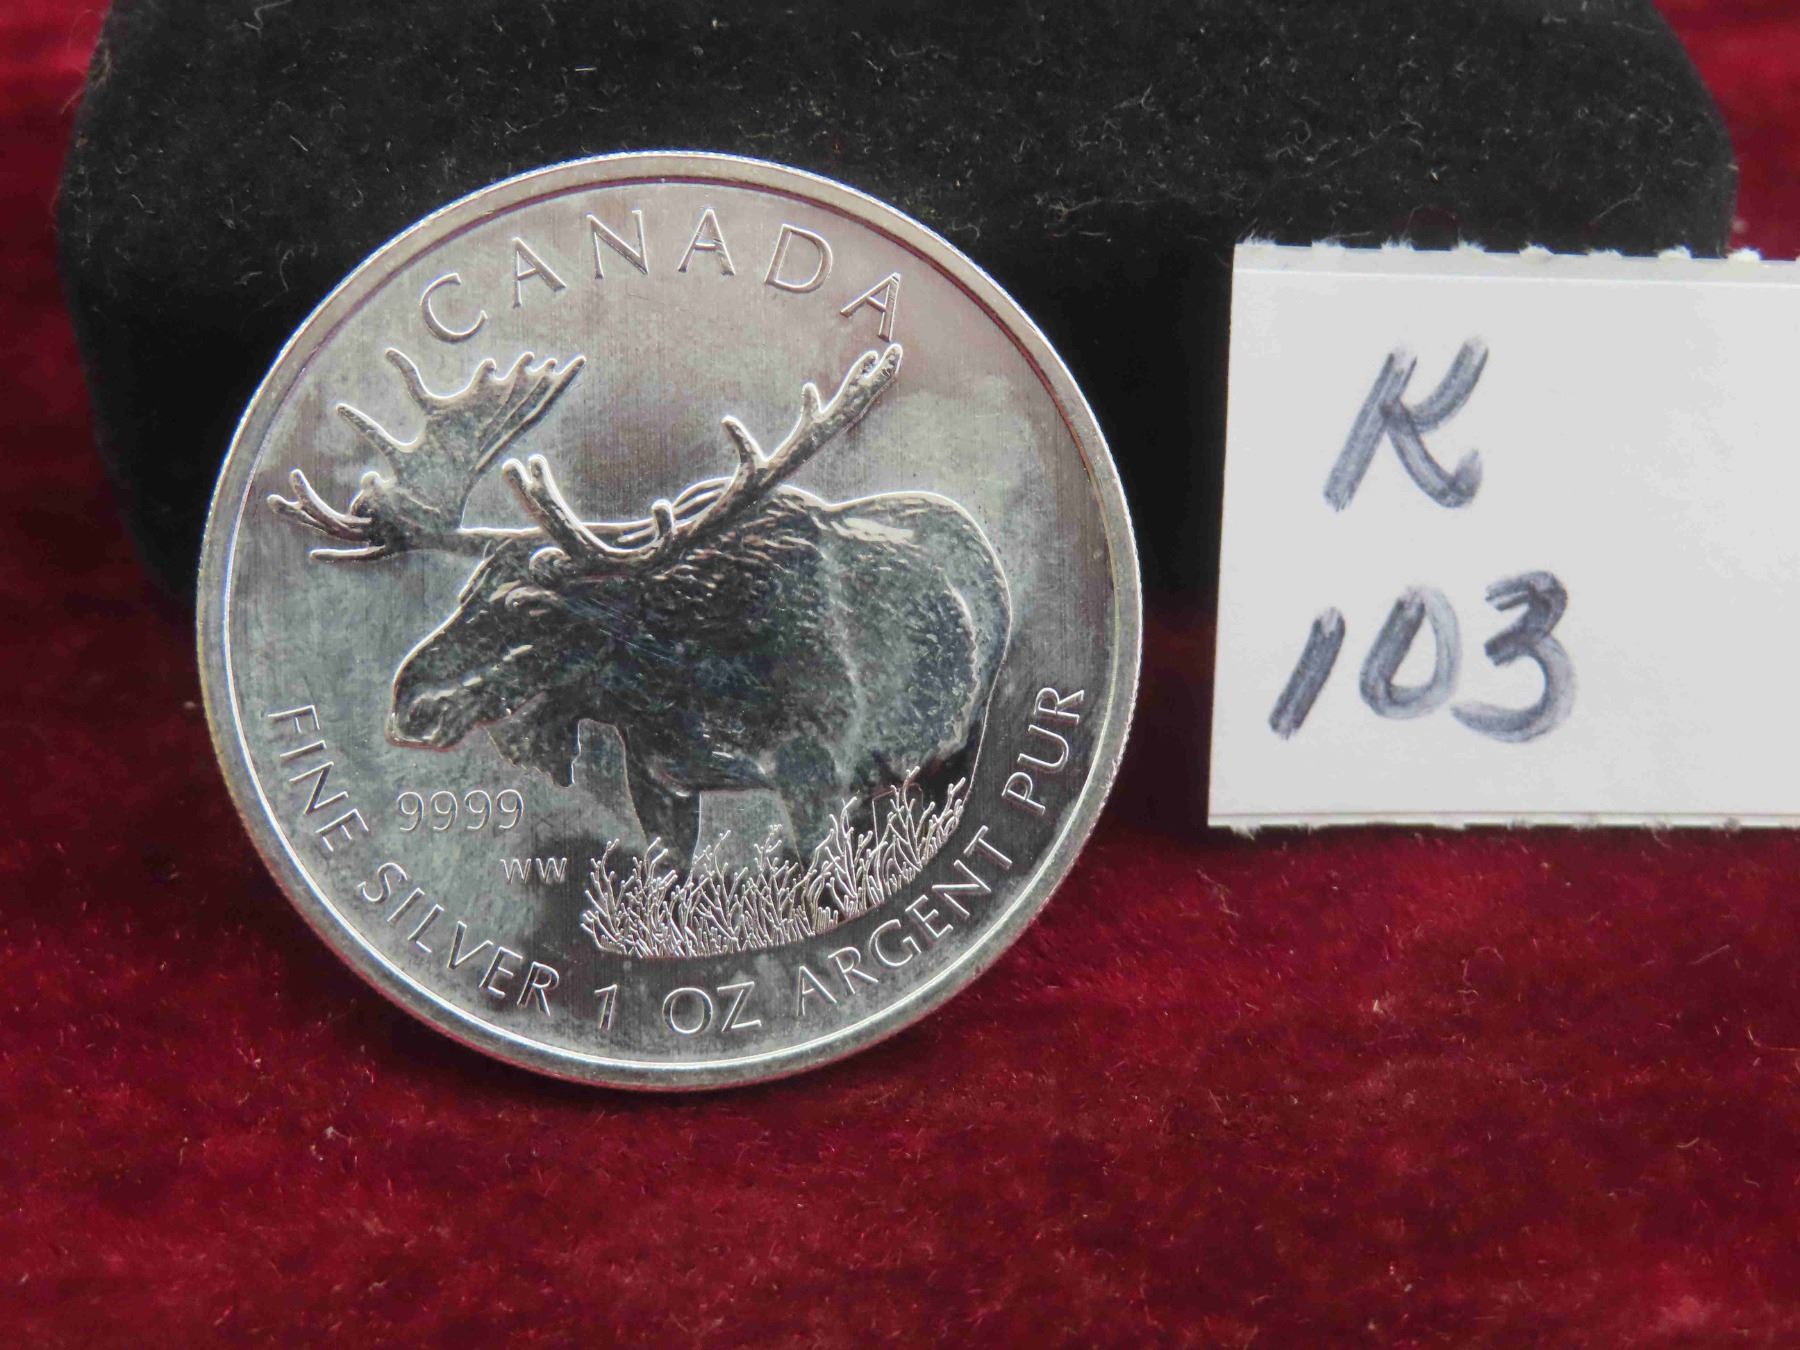 CANADA
9999
WW
FINE SILVER 1 OZ ARGENT PUR
K
103